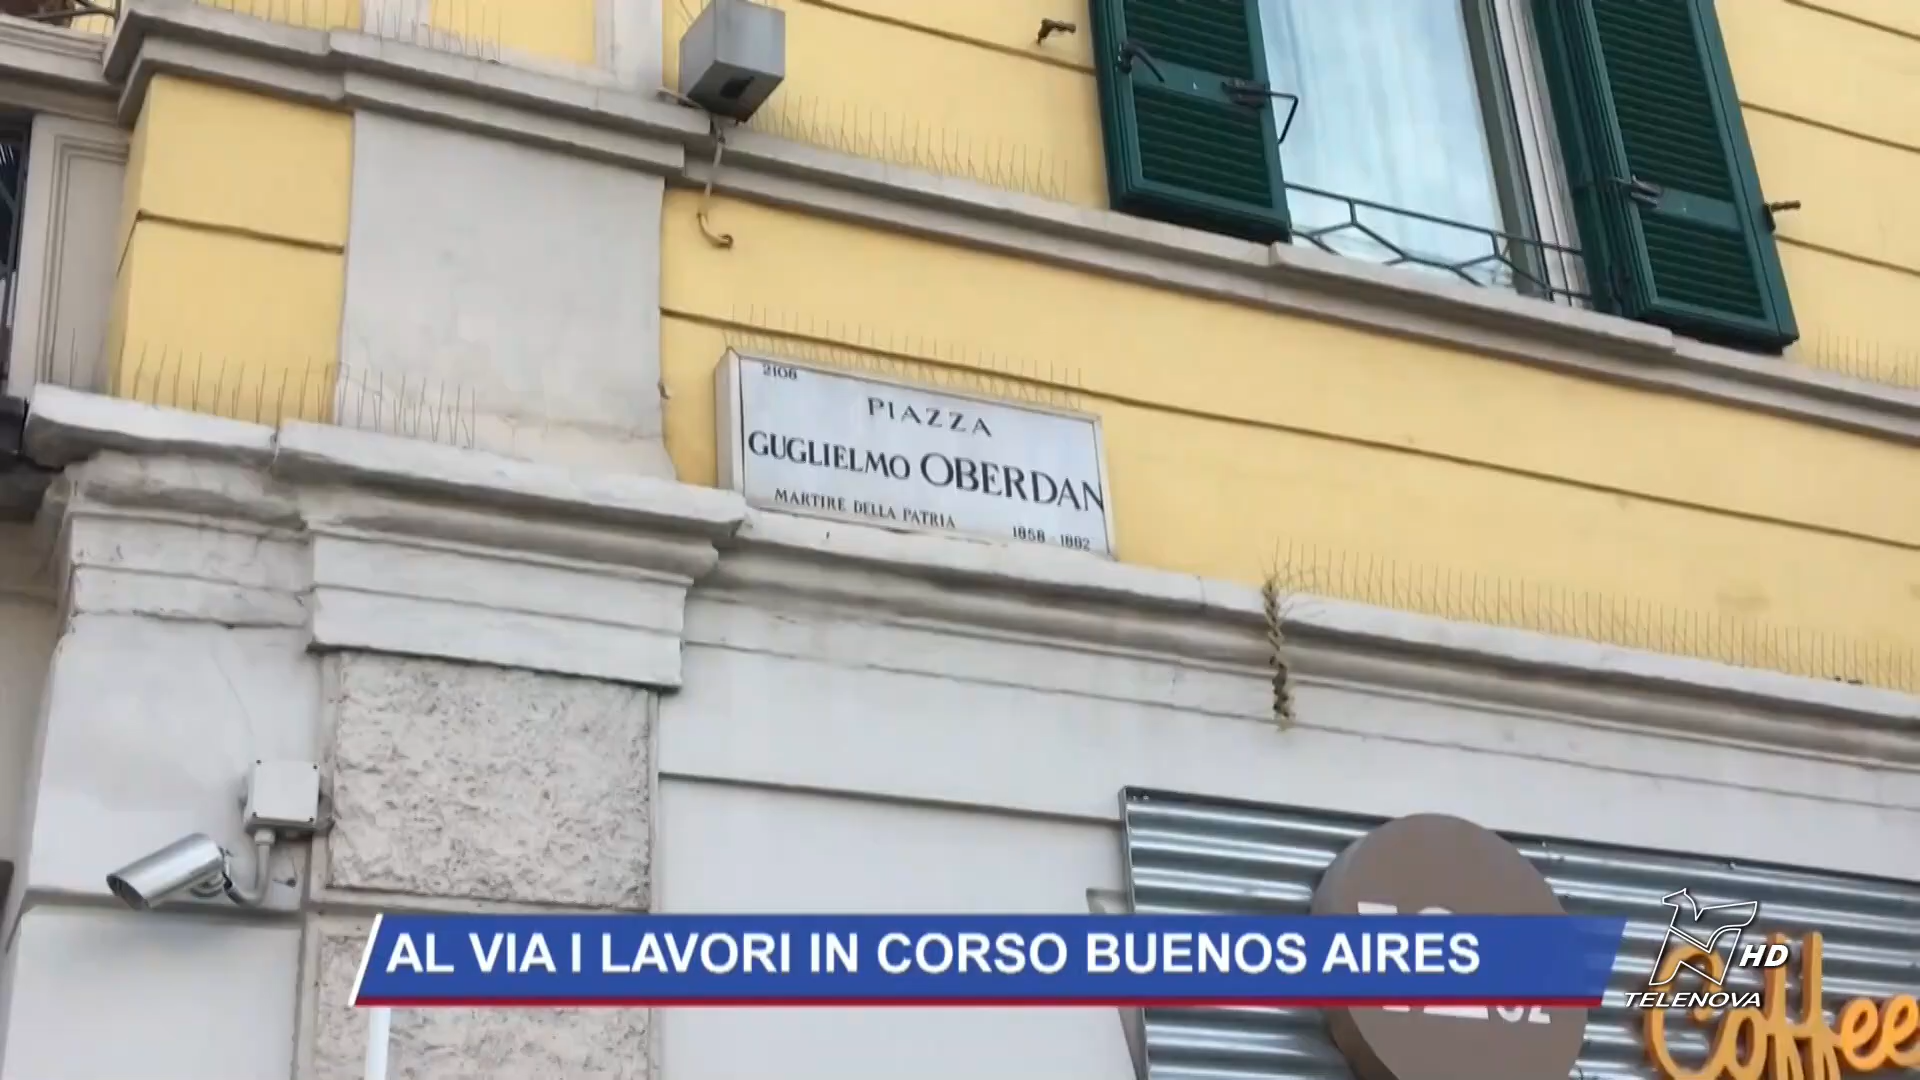 2106
PIAZZA
GUGLIELMO OBERDAN
MARTIRE DELLA PATRIA
1858 - 1882
AL VIA I LAVORI IN CORSO BUENOS AIRES
HD
TELENOVA
Coffee